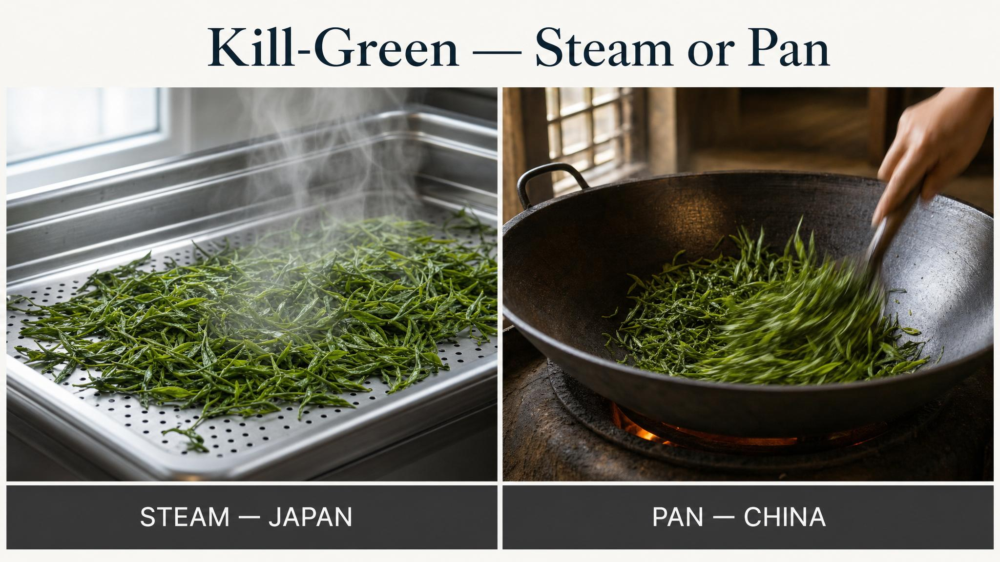 Kill-Green — Steam or Pan
STEAM — JAPAN
PAN — CHINA